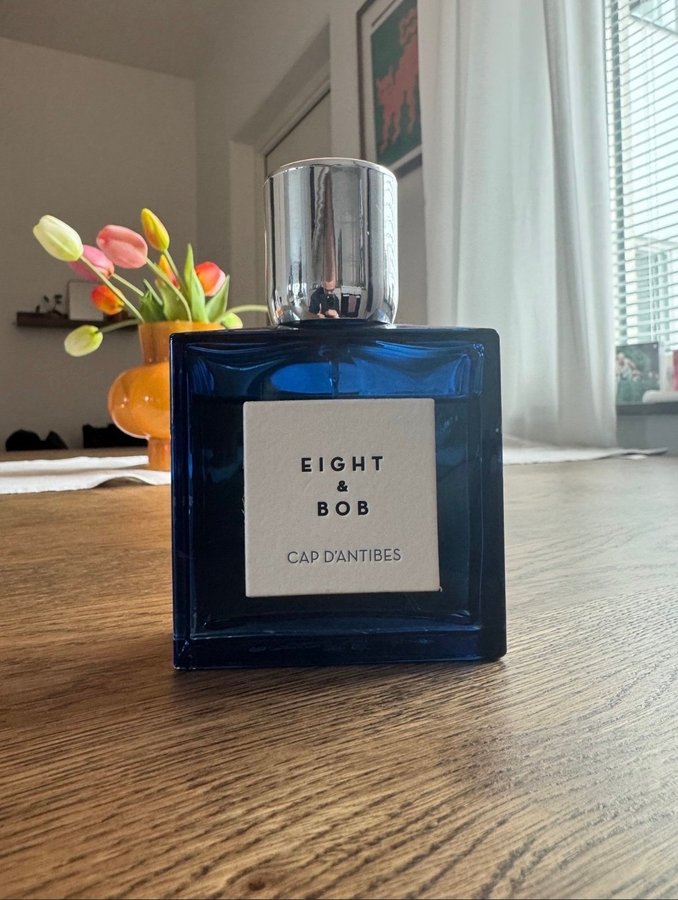 EIGHT
&
BOB
CAP D'ANTIBES